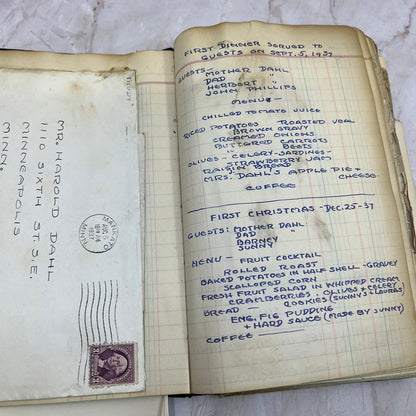 MR. HAROLD DAHL
1110 SIXTH ST. S.E.
MINNEAPOLIS
MINN.
MANKATO
1937
MINN.
FIRST DINNER SERVED TO
GUESTS ON SEPT. 5, 1937
GUESTS - MOTHER DAHL
DAD "
HERBERT "
JOHN PHILLIPS
MENU -
CHILLED TOMATO JUICE
RICED POTATOES ROASTED VEAL
BROWN GRAVY
CREAMED ONIONS
BUTTERED CARROTS
" BEETS
OLIVES - CELERY - SARDINES -
STRAWBERRY JAM
RAISIN BREAD
MRS. DAHL'S APPLE PIE +
CHEESE
COFFEE
FIRST CHRISTMAS - DEC. 25-37
GUESTS: MOTHER DAHL
DAD "
BARNEY
SUNNY
MENU - FRUIT COCKTAIL
ROLLED ROAST
BAKED POTATOES IN HALF SHELL - GRAVY
SCALLOPED CORN
FRESH FRUIT SALAD IN WHIPPED CREAM
CRANBERRIES, OLIVES + CELERY
BREAD - COOKIES (SUNNY'S & LAURA'S)
ENG. FIG PUDDING
+ HARD SAUCE (MADE BY SUNNY)
COFFEE